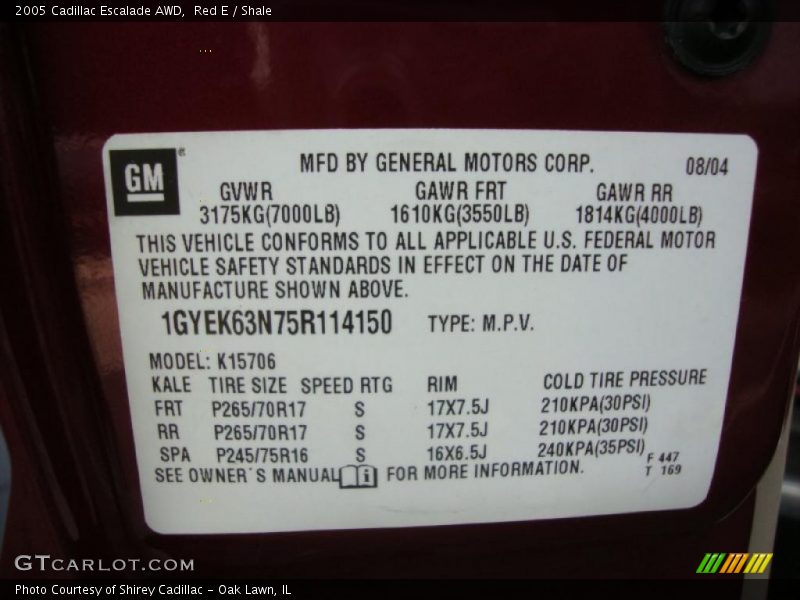 2005 Cadillac Escalade AWD,  Red E / Shale
GM®
MFD BY GENERAL MOTORS CORP. 08/04
GVWR GAWR FRT GAWR RR
3175KG(7000LB) 1610KG(3550LB) 1814KG(4000LB)
THIS VEHICLE CONFORMS TO ALL APPLICABLE U.S. FEDERAL MOTOR
VEHICLE SAFETY STANDARDS IN EFFECT ON THE DATE OF
MANUFACTURE SHOWN ABOVE.
1GYEK63N75R114150 TYPE: M.P.V.
MODEL: K15706
KALE TIRE SIZE SPEED RTG RIM COLD TIRE PRESSURE
FRT P265/70R17 S 17X7.5J 210KPA(30PSI)
RR P265/70R17 S 17X7.5J 210KPA(30PSI)
SPA P245/75R16 S 16X6.5J 240KPA(35PSI)
SEE OWNER'S MANUAL i FOR MORE INFORMATION.
F 447
T 169
GTCARLOT.COM
Photo Courtesy of Shirey Cadillac - Oak Lawn, IL